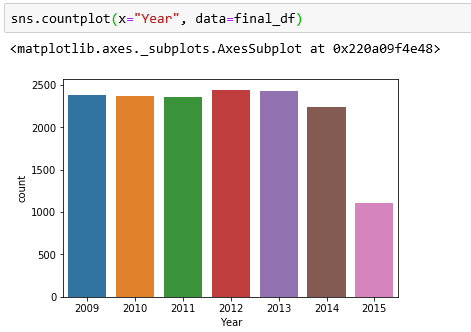 sns.countplot(x="Year", data=final_df)
<matplotlib.axes._subplots.AxesSubplot at 0x220a09f4e48>
2500
2000
1500
1000
500
0
count
2009 2010 2011 2012 2013 2014 2015
Year